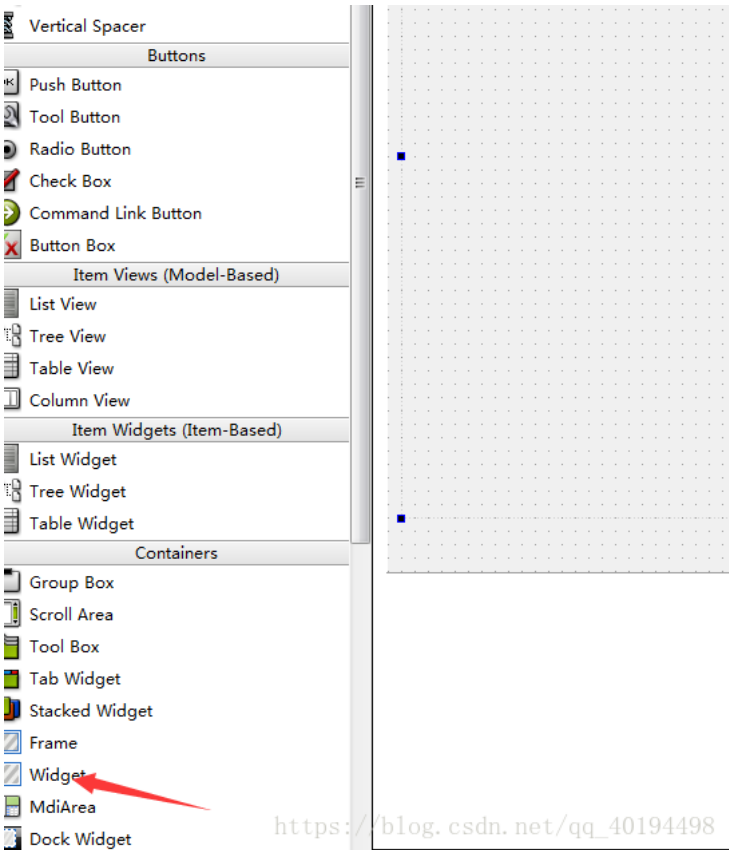 Vertical Spacer
Buttons
Push Button
Tool Button
Radio Button
Check Box
Command Link Button
Button Box
Item Views (Model-Based)
List View
Tree View
Table View
Column View
Item Widgets (Item-Based)
List Widget
Tree Widget
Table Widget
Containers
Group Box
Scroll Area
Tool Box
Tab Widget
Stacked Widget
Frame
Widget
MdiArea
Dock Widget
https://blog.csdn.net/qq_40194498